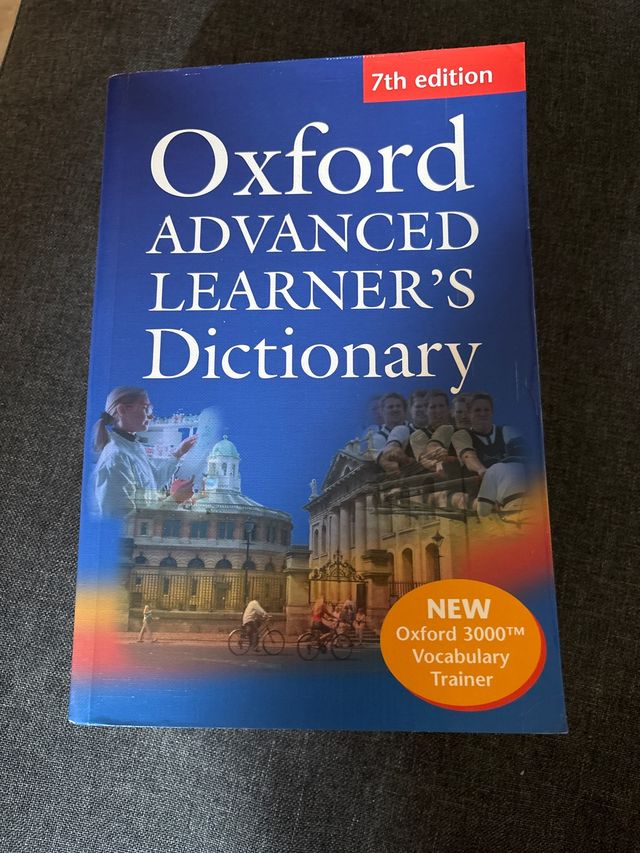 7th edition
Oxford
ADVANCED
LEARNER'S
Dictionary
NEW
Oxford 3000™
Vocabulary
Trainer